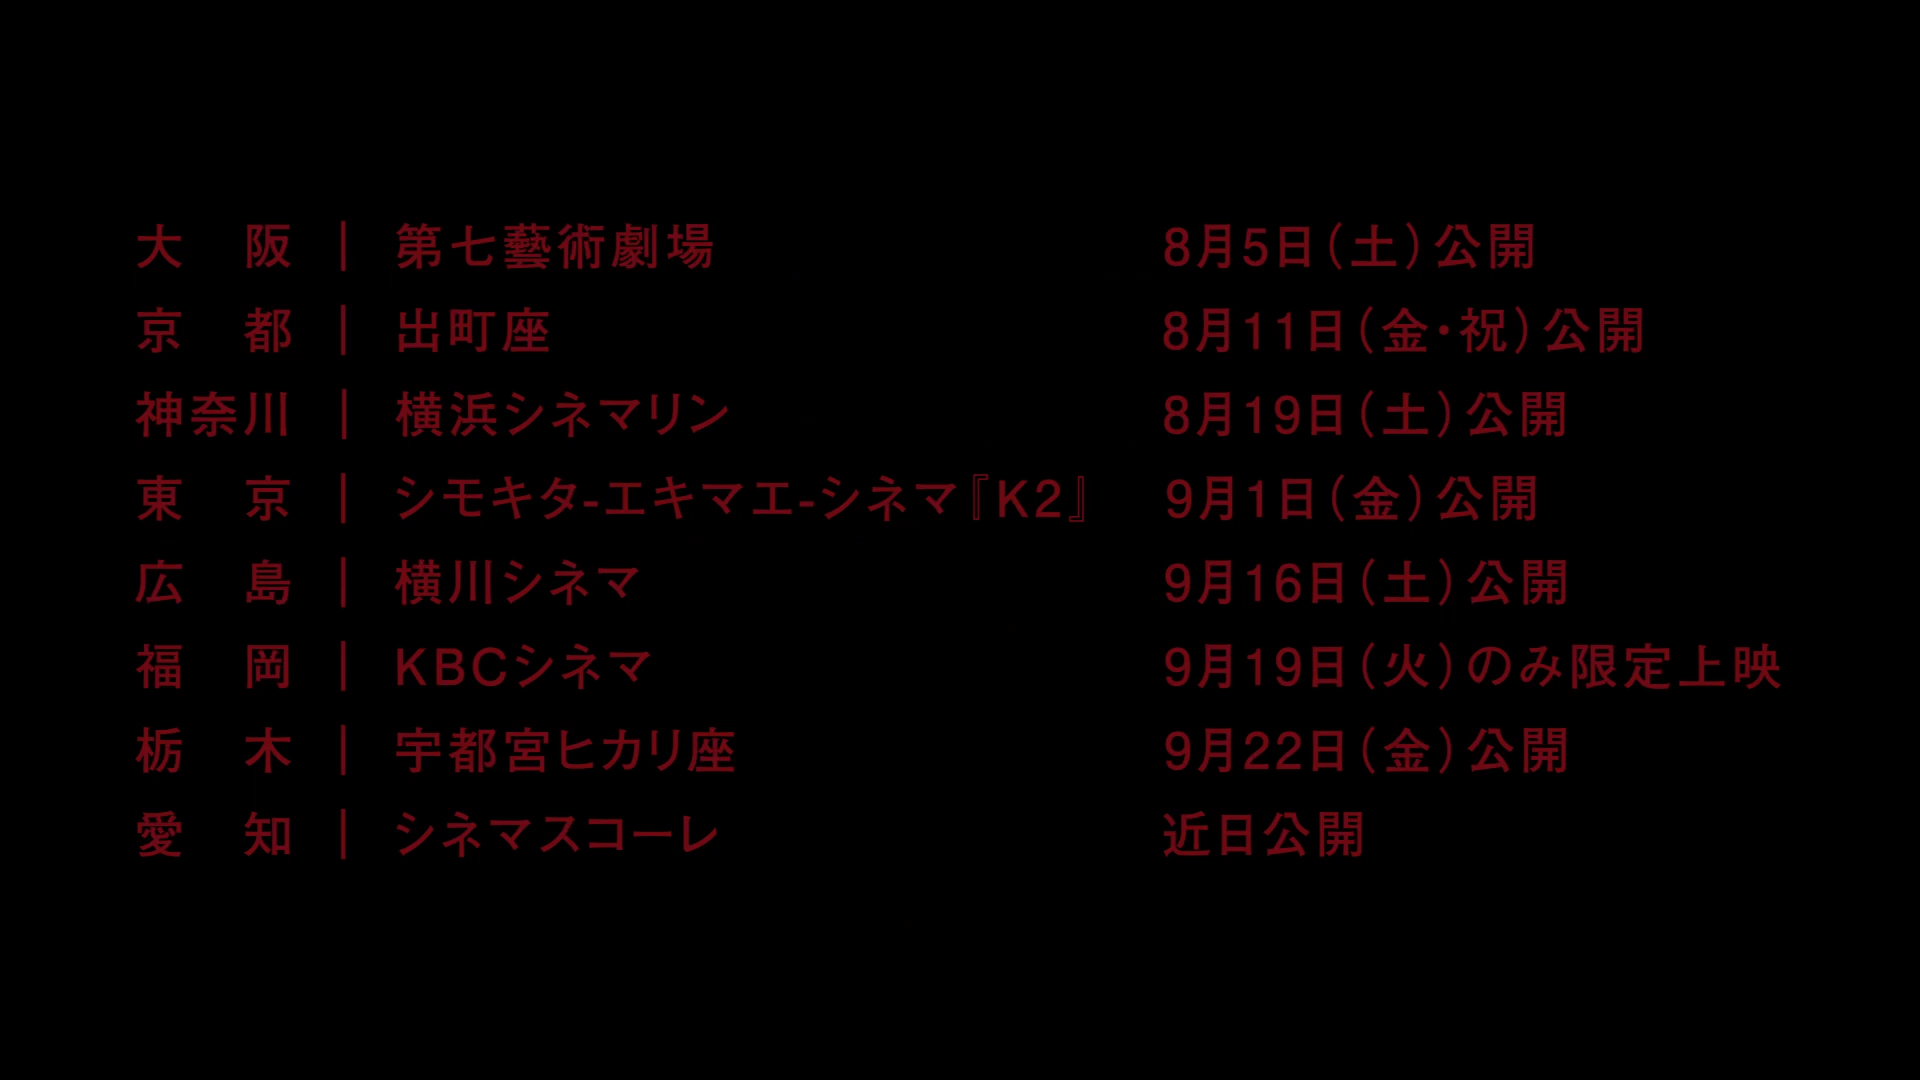 大阪｜第七藝術劇場 8月5日（土）公開
京都｜出町座 8月11日（金・祝）公開
神奈川｜横浜シネマリン 8月19日（土）公開
東京｜シモキタ-エキマエ-シネマ『K2』 9月1日（金）公開
広島｜横川シネマ 9月16日（土）公開
福岡｜KBCシネマ 9月19日（火）のみ限定上映
栃木｜宇都宮ヒカリ座 9月22日（金）公開
愛知｜シネマスコーレ 近日公開